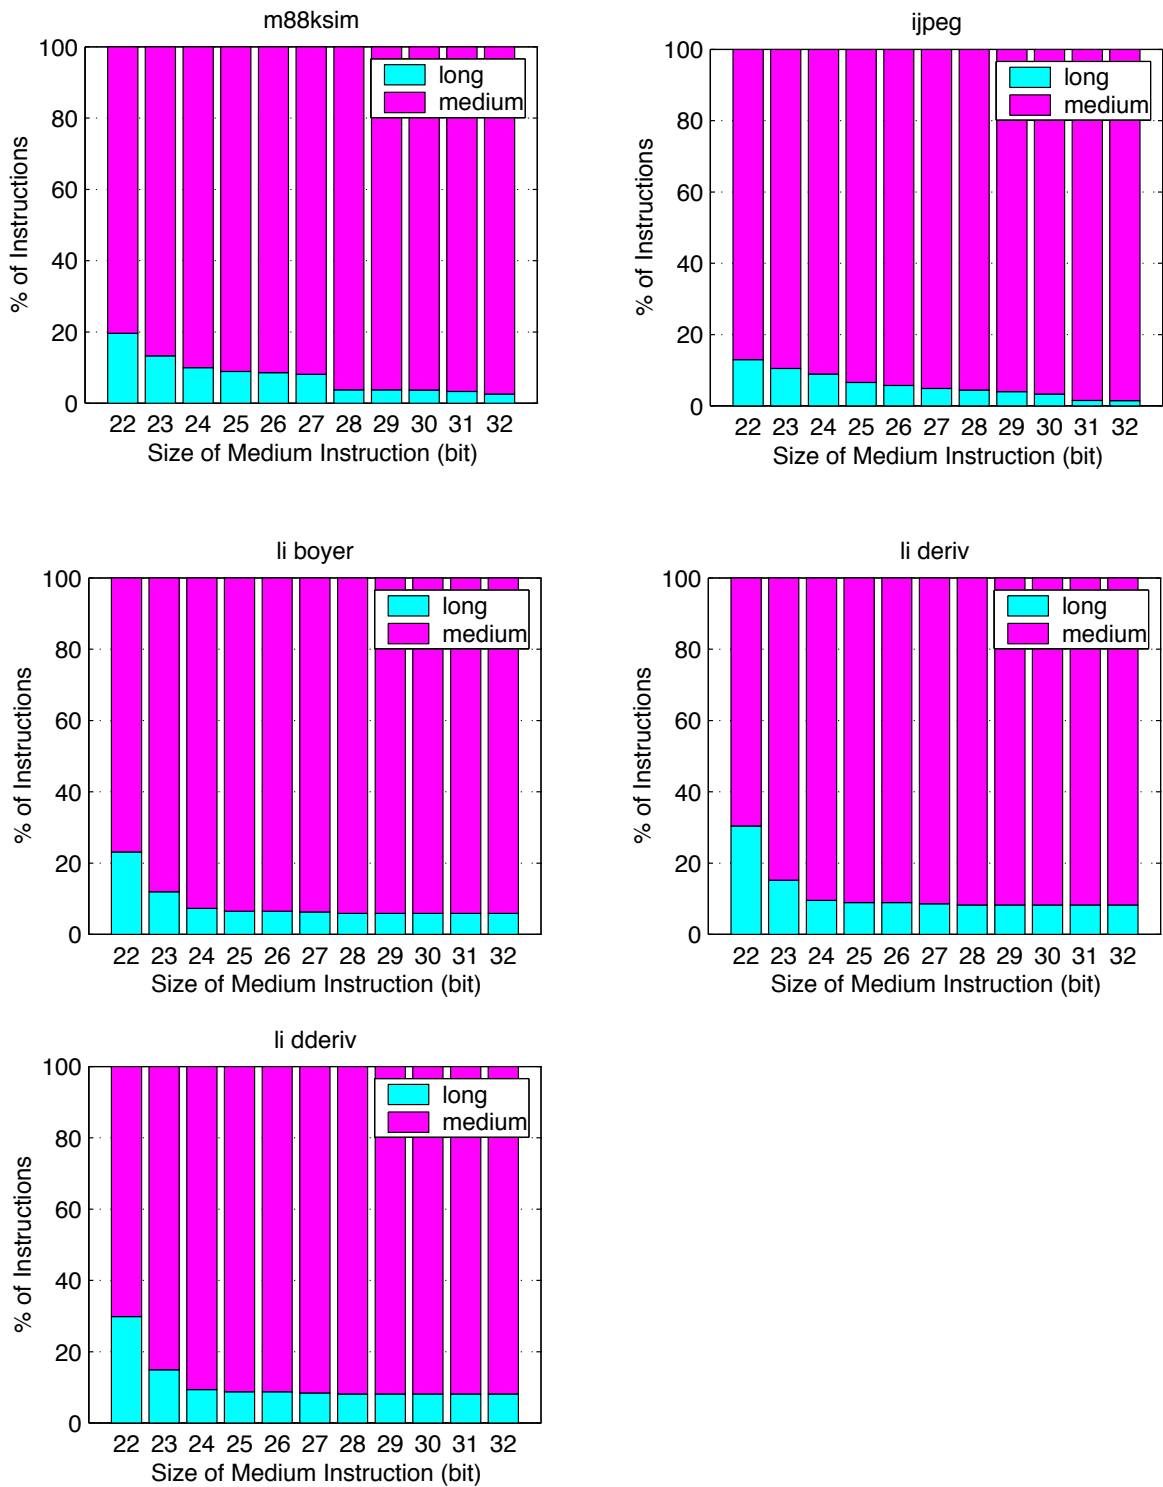 m88ksim
100
80
60
40
20
0
% of Instructions
long
medium
22 23 24 25 26 27 28 29 30 31 32
Size of Medium Instruction (bit)
ijpeg
100
80
60
40
20
0
% of Instructions
long
medium
22 23 24 25 26 27 28 29 30 31 32
Size of Medium Instruction (bit)
li boyer
100
80
60
40
20
0
% of Instructions
long
medium
22 23 24 25 26 27 28 29 30 31 32
Size of Medium Instruction (bit)
li deriv
100
80
60
40
20
0
% of Instructions
long
medium
22 23 24 25 26 27 28 29 30 31 32
Size of Medium Instruction (bit)
li dderiv
100
80
60
40
20
0
% of Instructions
long
medium
22 23 24 25 26 27 28 29 30 31 32
Size of Medium Instruction (bit)